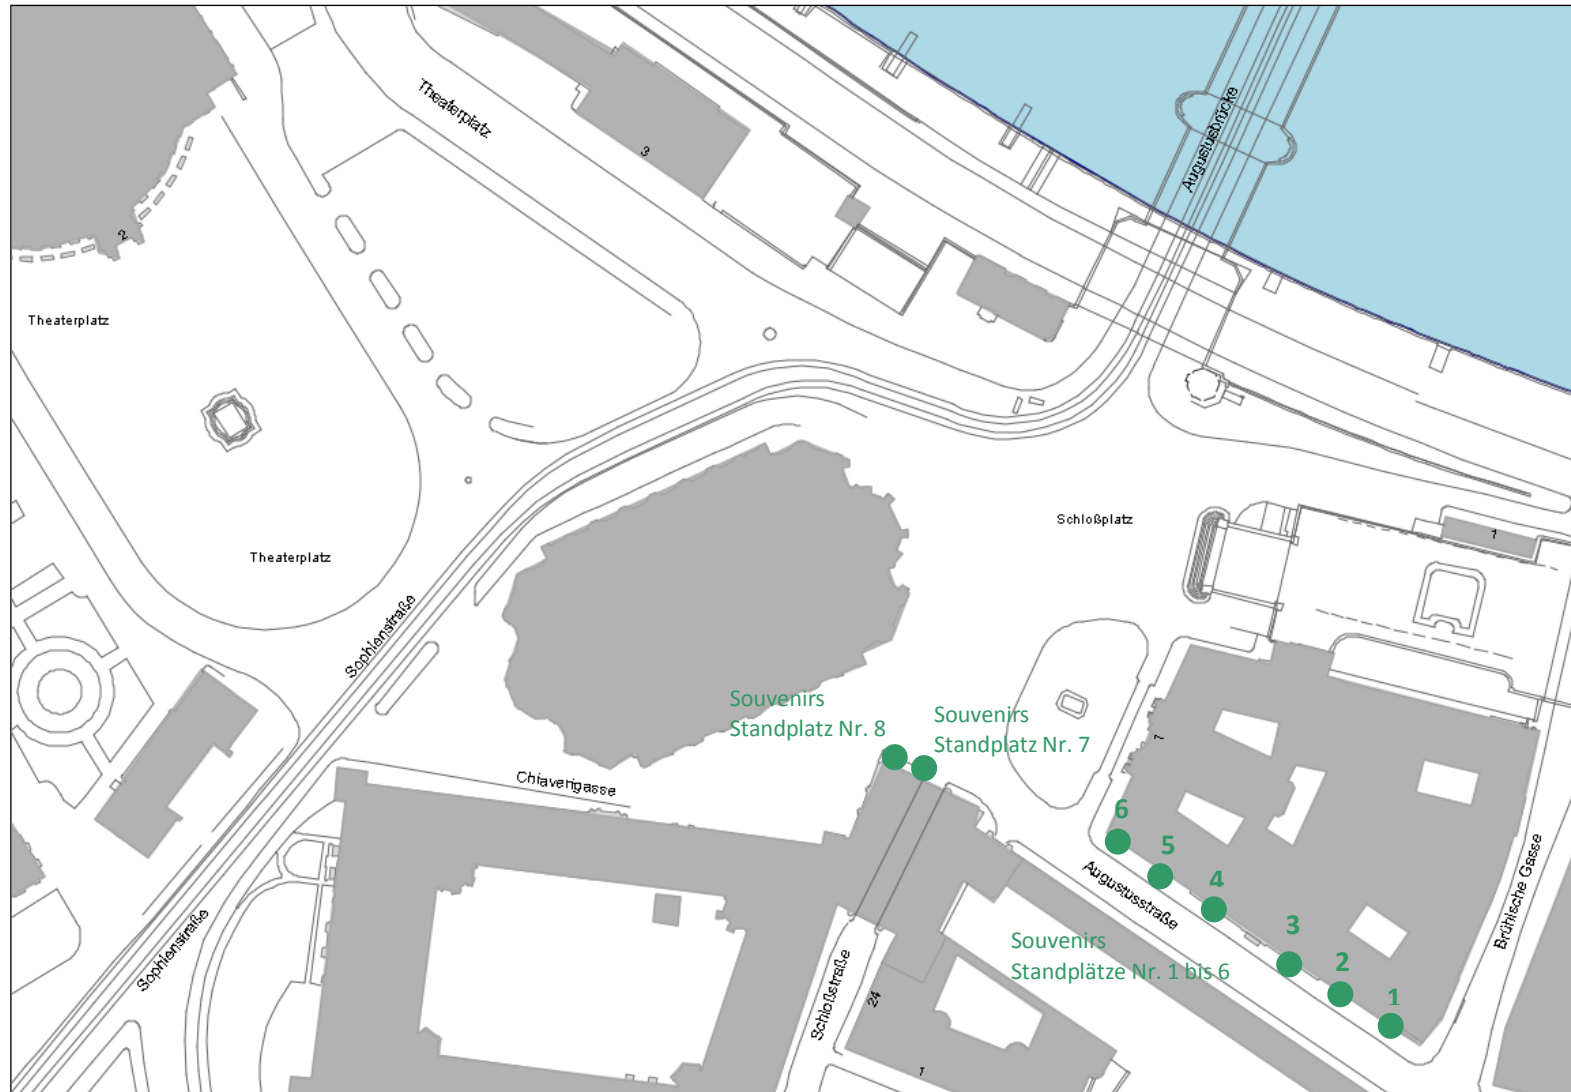 Theaterplatz
3
Augustusbrücke
2
Theaterplatz
Schloßplatz
1
Theaterplatz
Sophienstraße
Souvenirs
Standplatz Nr. 8
Souvenirs
Standplatz Nr. 7
1
Chiaverigasse
6
5
4
3
2
1
Augustusstraße
Brühlsche Gasse
Souvenirs
Standplätze Nr. 1 bis 6
Sophienstraße
Schloßstraße
24
1